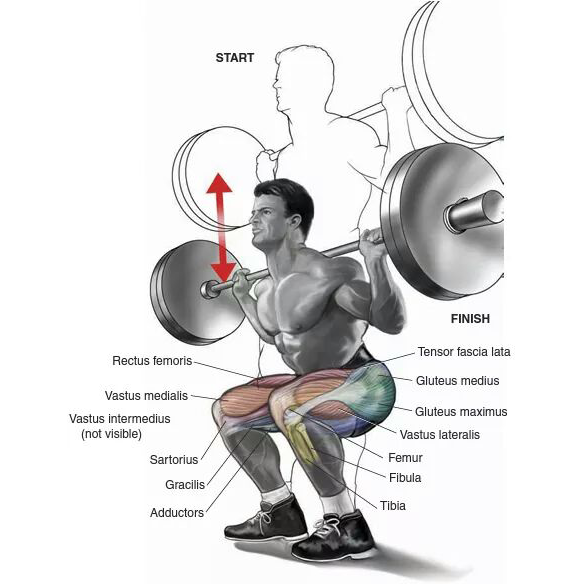 START
FINISH
Rectus femoris
Vastus medialis
Vastus intermedius
(not visible)
Sartorius
Gracilis
Adductors
Tensor fascia lata
Gluteus medius
Gluteus maximus
Vastus lateralis
Femur
Fibula
Tibia